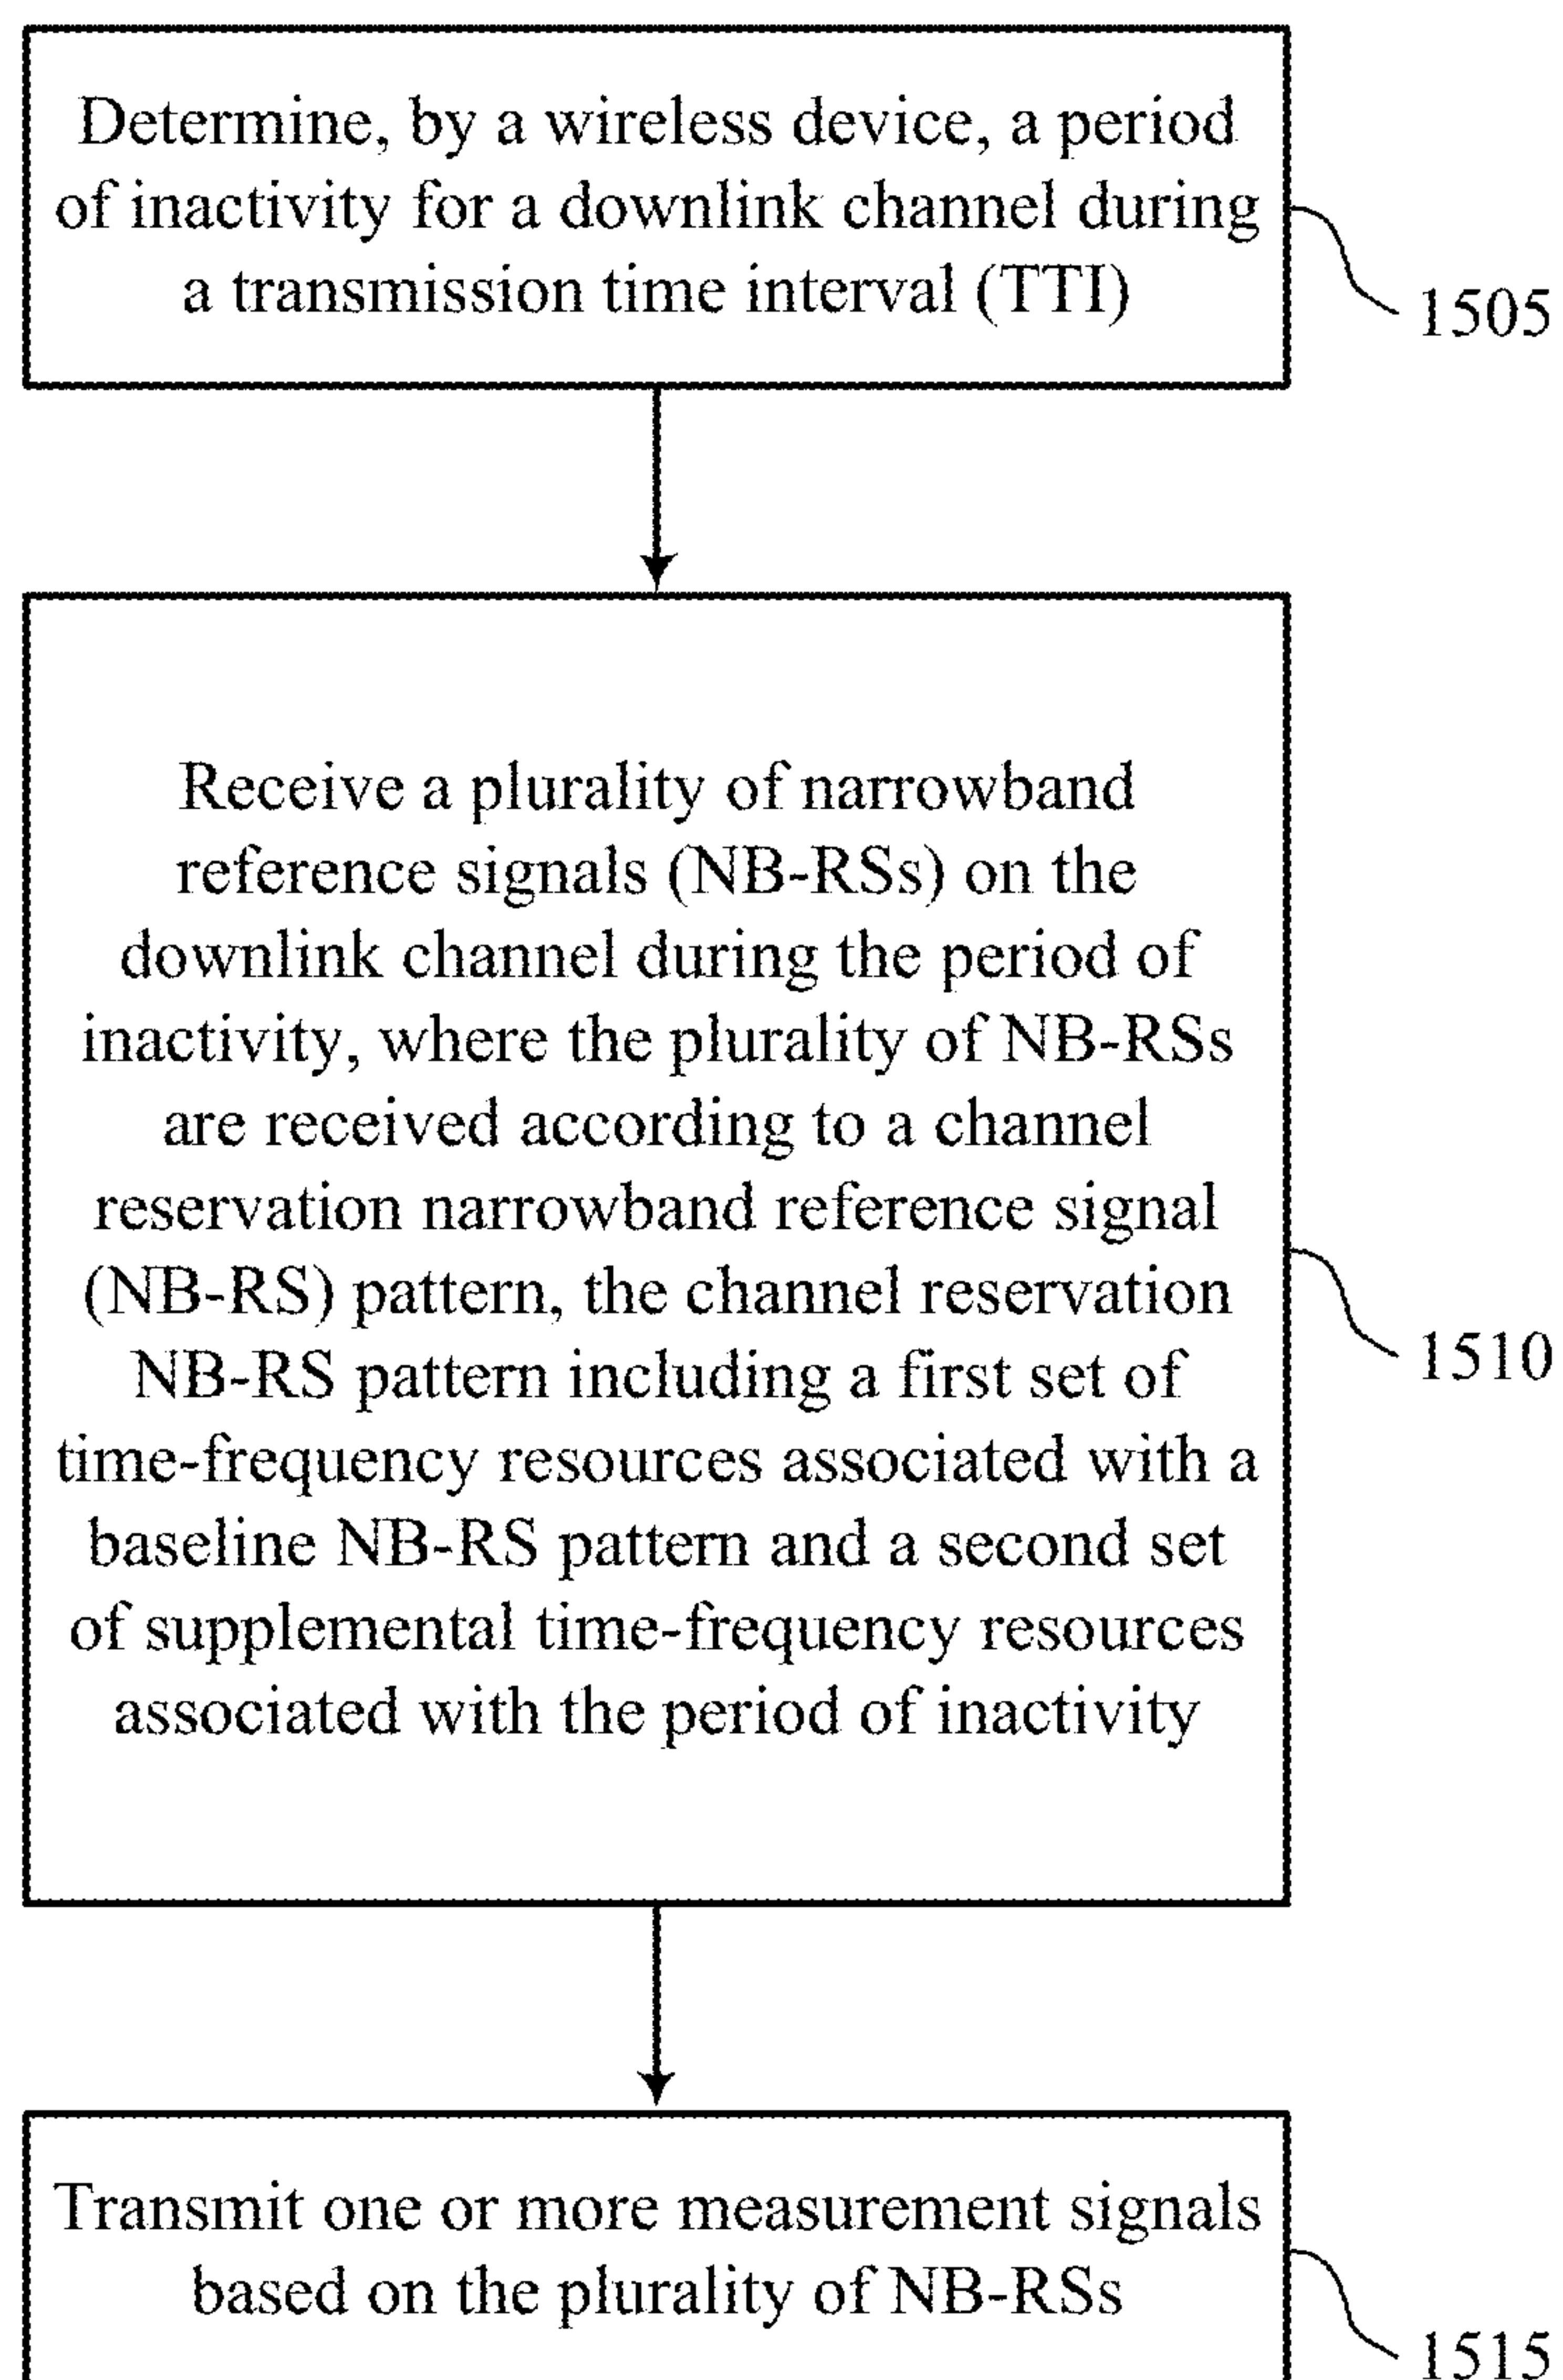 Determine, by a wireless device, a period
of inactivity for a downlink channel during
a transmission time interval (TTI)
1505
Receive a plurality of narrowband
reference signals (NB-RSs) on the
downlink channel during the period of
inactivity, where the plurality of NB-RSs
are received according to a channel
reservation narrowband reference signal
(NB-RS) pattern, the channel reservation
NB-RS pattern including a first set of
time-frequency resources associated with a
baseline NB-RS pattern and a second set
of supplemental time-frequency resources
associated with the period of inactivity
1510
Transmit one or more measurement signals
based on the plurality of NB-RSs
1515